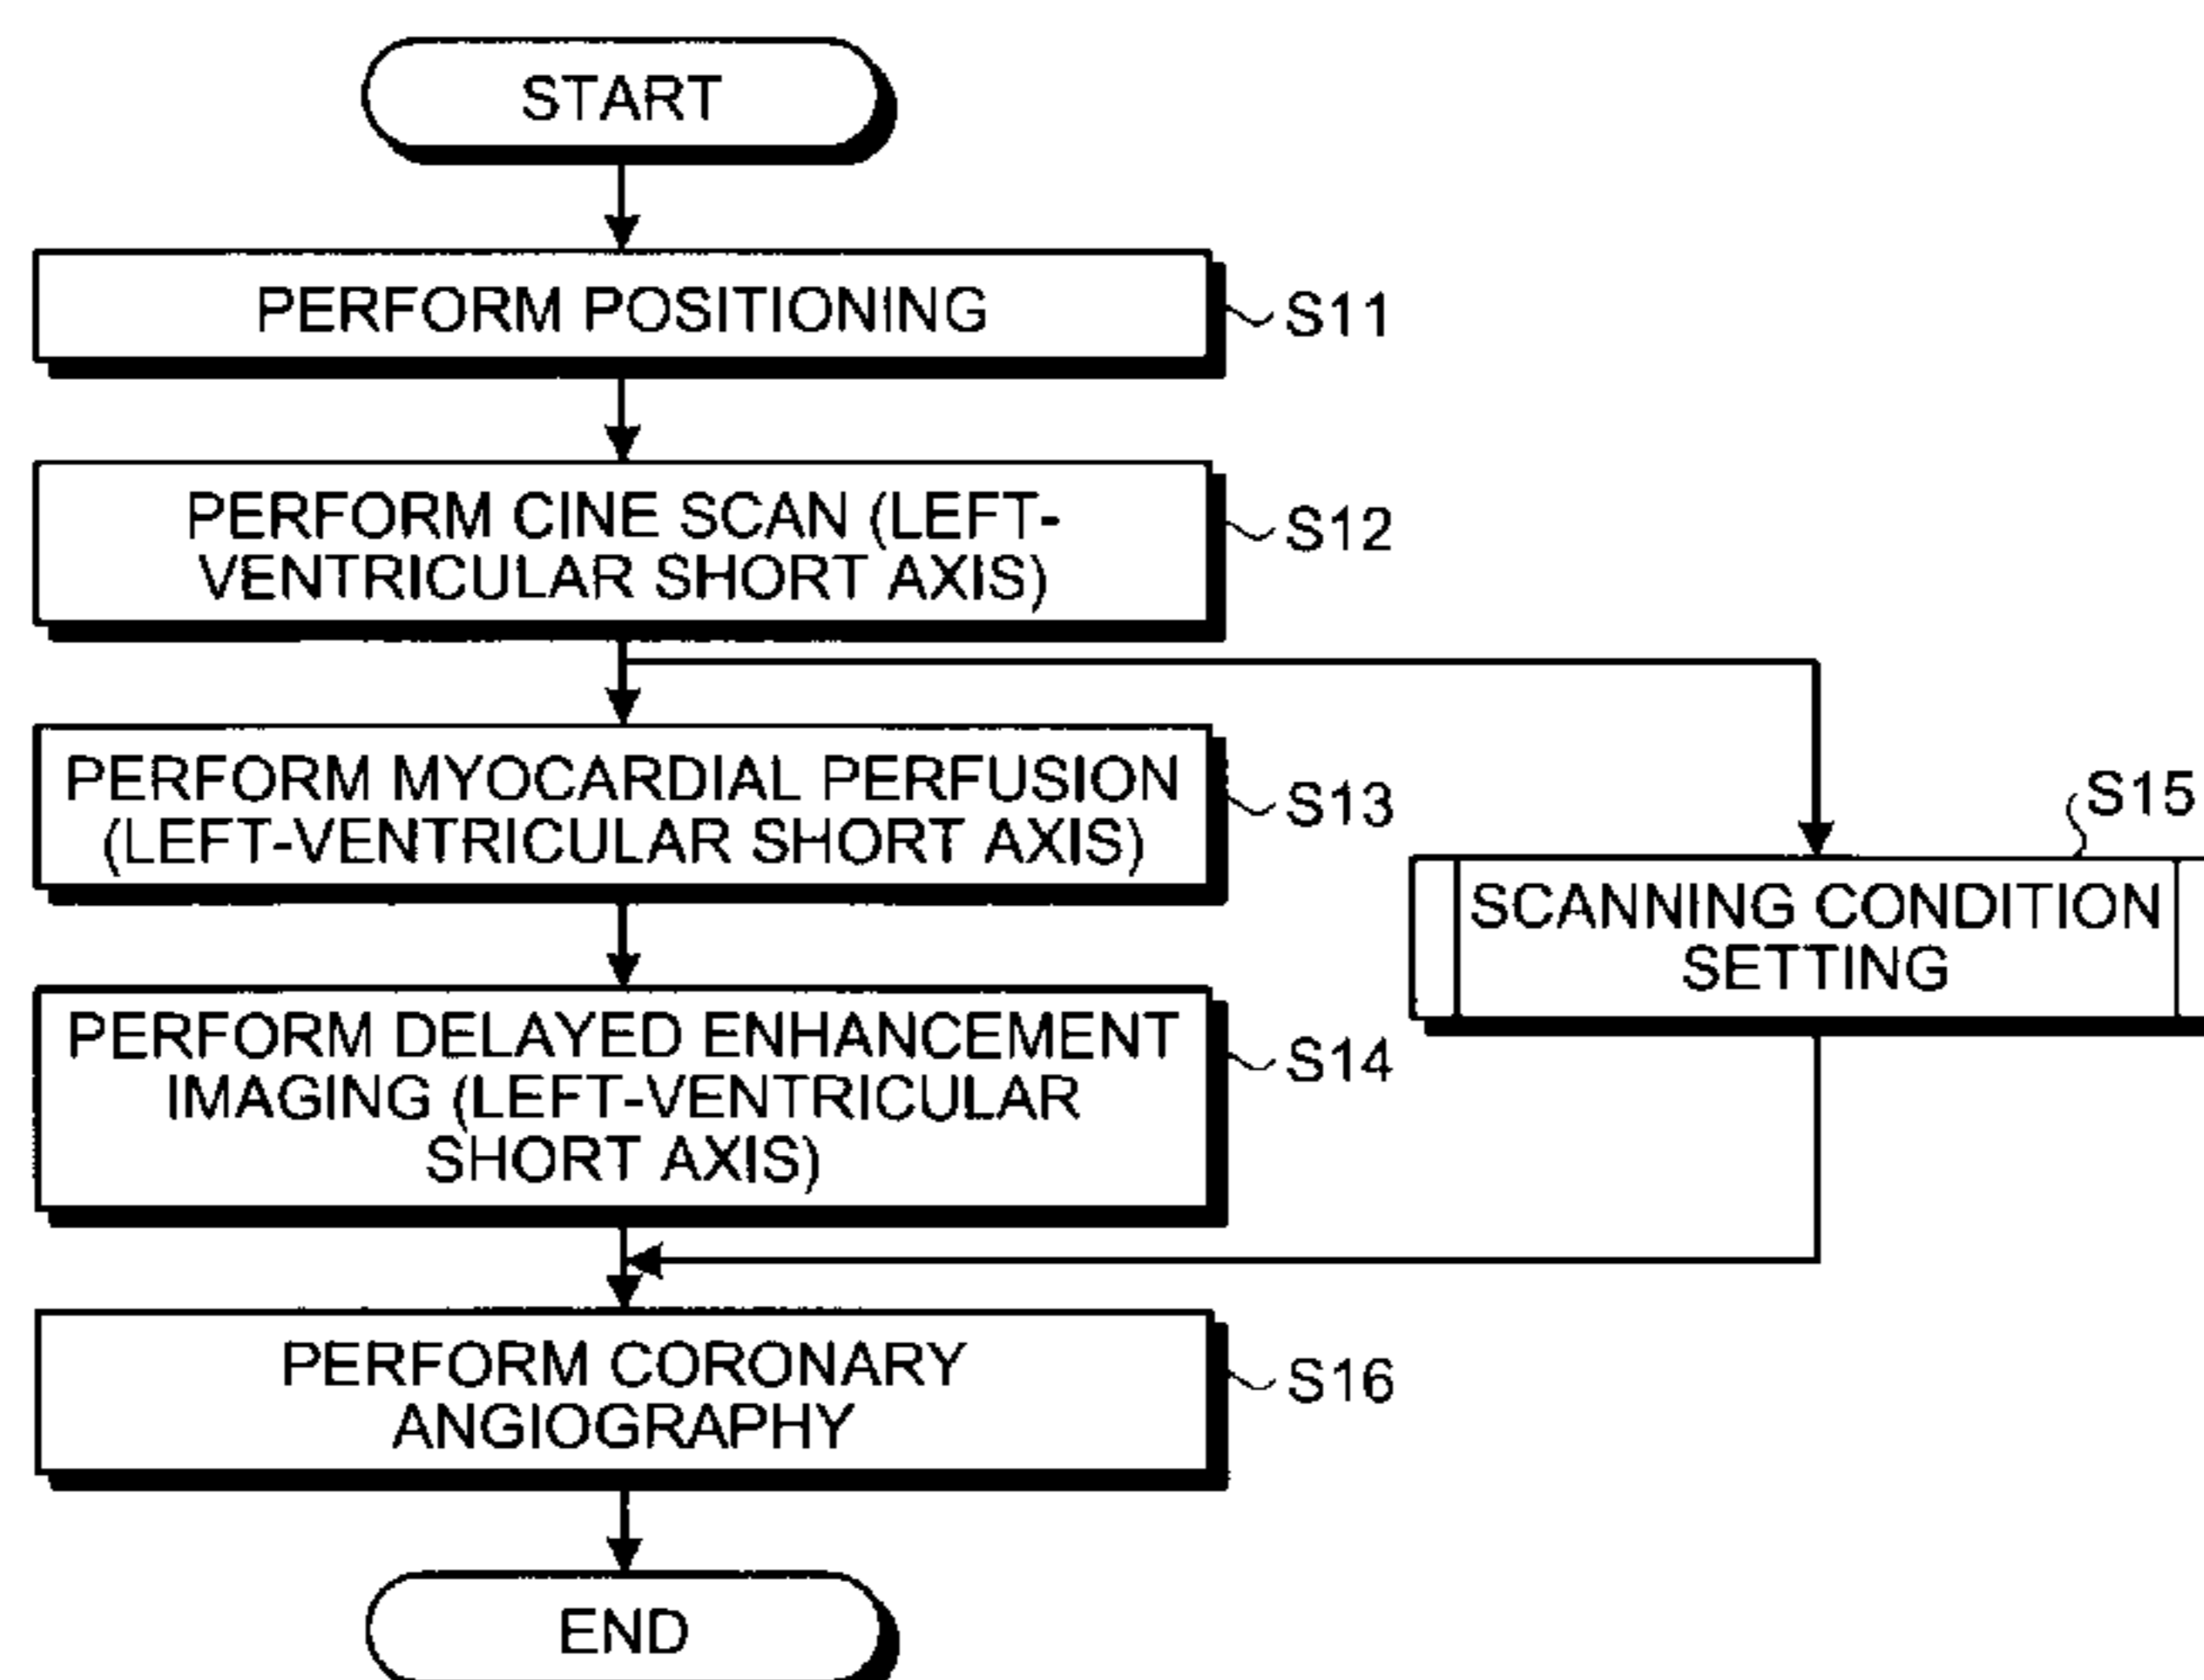 START
PERFORM POSITIONING
S11
PERFORM CINE SCAN (LEFT-
VENTRICULAR SHORT AXIS)
S12
PERFORM MYOCARDIAL PERFUSION
(LEFT-VENTRICULAR SHORT AXIS)
S13
S15
SCANNING CONDITION
SETTING
PERFORM DELAYED ENHANCEMENT
IMAGING (LEFT-VENTRICULAR
SHORT AXIS)
S14
PERFORM CORONARY
ANGIOGRAPHY
S16
END